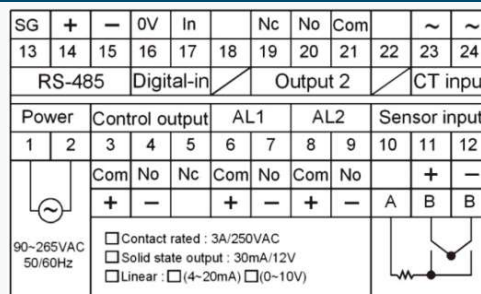 SG + − 0V In Nc No Com ~ ~
13 14 15 16 17 18 19 20 21 22 23 24
RS-485 Digital-in Output 2 CT input
Power Control output AL1 AL2 Sensor input
1 2 3 4 5 6 7 8 9 10 11 12
Com No Nc Com No Com No + −
+ − + − + − A B B
90~265VAC
50/60Hz
☐Contact rated : 3A/250VAC
☐Solid state output : 30mA/12V
☐Linear : ☐(4~20mA) ☐(0~10V)